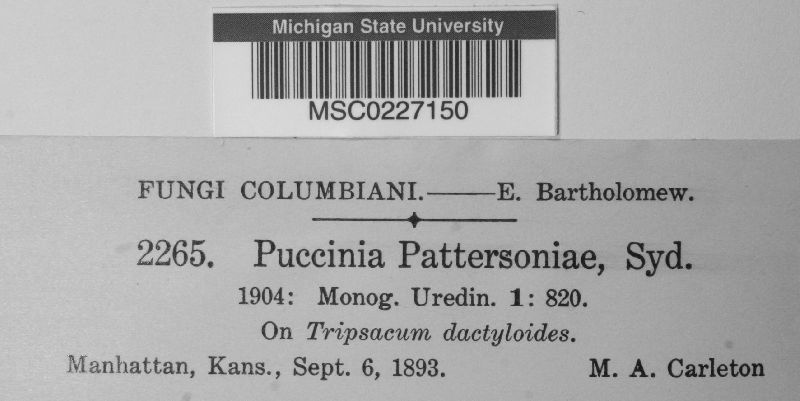 Michigan State University
MSC0227150
FUNGI COLUMBIANI.——E. Bartholomew.
2265. Puccinia Pattersoniae, Syd.
1904: Monog. Uredin. 1: 820.
On Tripsacum dactyloides.
Manhattan, Kans., Sept. 6, 1893. M. A. Carleton